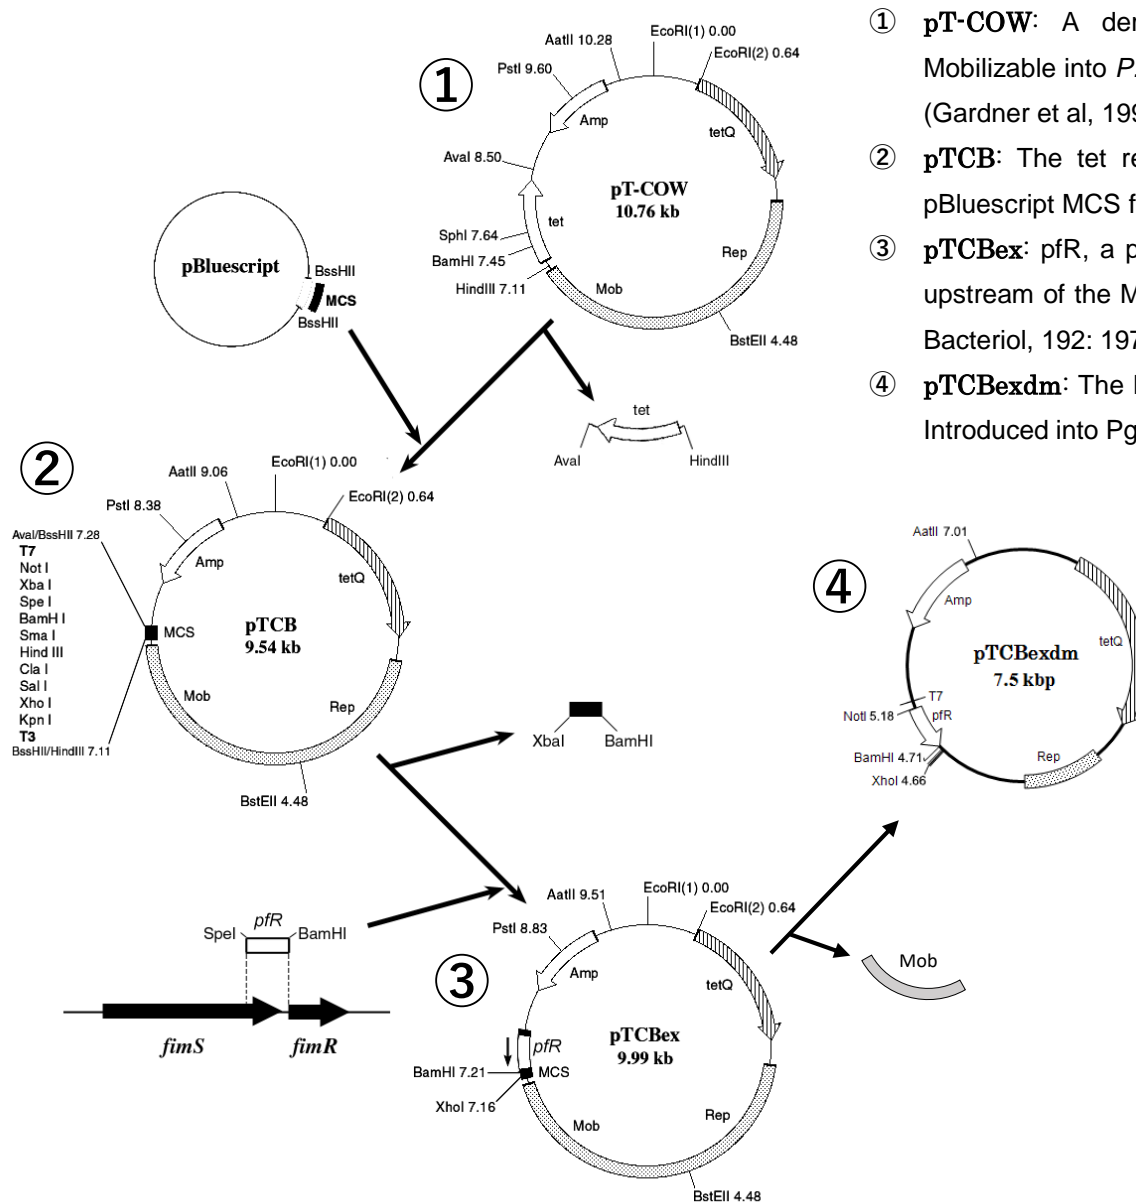 ① pT-COW: A
Mobilizable into
(Gardner et al,
② pTCB: The tet
pBluescript MCS
③ pTCBex: pfR, a
upstream of the
Bacteriol, 192:
④ pTCBexdm: The
Introduced into
①
EcoRI(1) 0.00
AatII 10.28
EcoRI(2) 0.64
PstI 9.60
Amp
tetQ
AvaI 8.50
pT-COW
10.76 kb
tet
SphI 7.64
Rep
BamHI 7.45
HindIII 7.11
Mob
BstEII 4.48
pBluescript
BssHII
MCS
BssHII
tet
AvaI
HindIII
②
EcoRI(1) 0.00
AatII 9.06
EcoRI(2) 0.64
PstI 8.38
AvaI/BssHII 7.28
T7
Not I
Xba I
Spe I
BamH I
Sma I
Hind III
Cla I
Sal I
Xho I
Kpn I
T3
BssHII/HindIII 7.11
Amp
tetQ
pTCB
9.54 kb
MCS
Mob
Rep
BstEII 4.48
XbaI
BamHI
④
AatII 7.01
Amp
tetQ
pTCBexdm
7.5 kbp
T7
NotI 5.18
pfR
BamHI 4.71
XhoI 4.66
Rep
pfR
SpeI
BamHI
fimS
fimR
③
EcoRI(1) 0.00
AatII 9.51
EcoRI(2) 0.64
PstI 8.83
Amp
tetQ
pTCBex
9.99 kb
pfR
BamHI 7.21
MCS
XhoI 7.16
Mob
Rep
BstEII 4.48
Mob